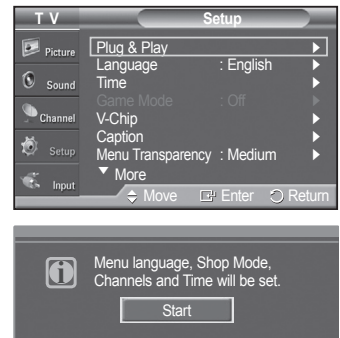 TV Setup
Picture
Sound
Channel
Setup
Input
Plug & Play
Language : English
Time
Game Mode : Off
V-Chip
Caption
Menu Transparency : Medium
More
Move Enter Return
Menu language, Shop Mode,
Channels and Time will be set.
Start